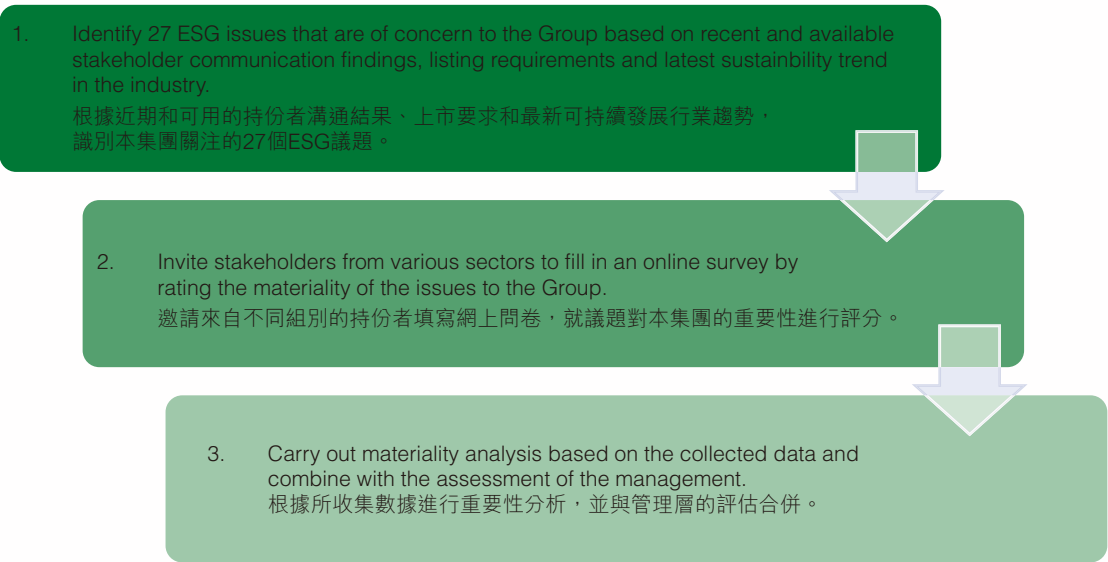 1. Identify 27 ESG issues that are of concern to the Group based on recent and available
stakeholder communication findings, listing requirements and latest sustainbility trend
in the industry.
根據近期和可用的持份者溝通結果、上市要求和最新可持續發展行業趨勢，
識別本集團關注的27個ESG議題。
2. Invite stakeholders from various sectors to fill in an online survey by
rating the materiality of the issues to the Group.
邀請來自不同組別的持份者填寫網上問卷，就議題對本集團的重要性進行評分。
3. Carry out materiality analysis based on the collected data and
combine with the assessment of the management.
根據所收集數據進行重要性分析，並與管理層的評估合併。